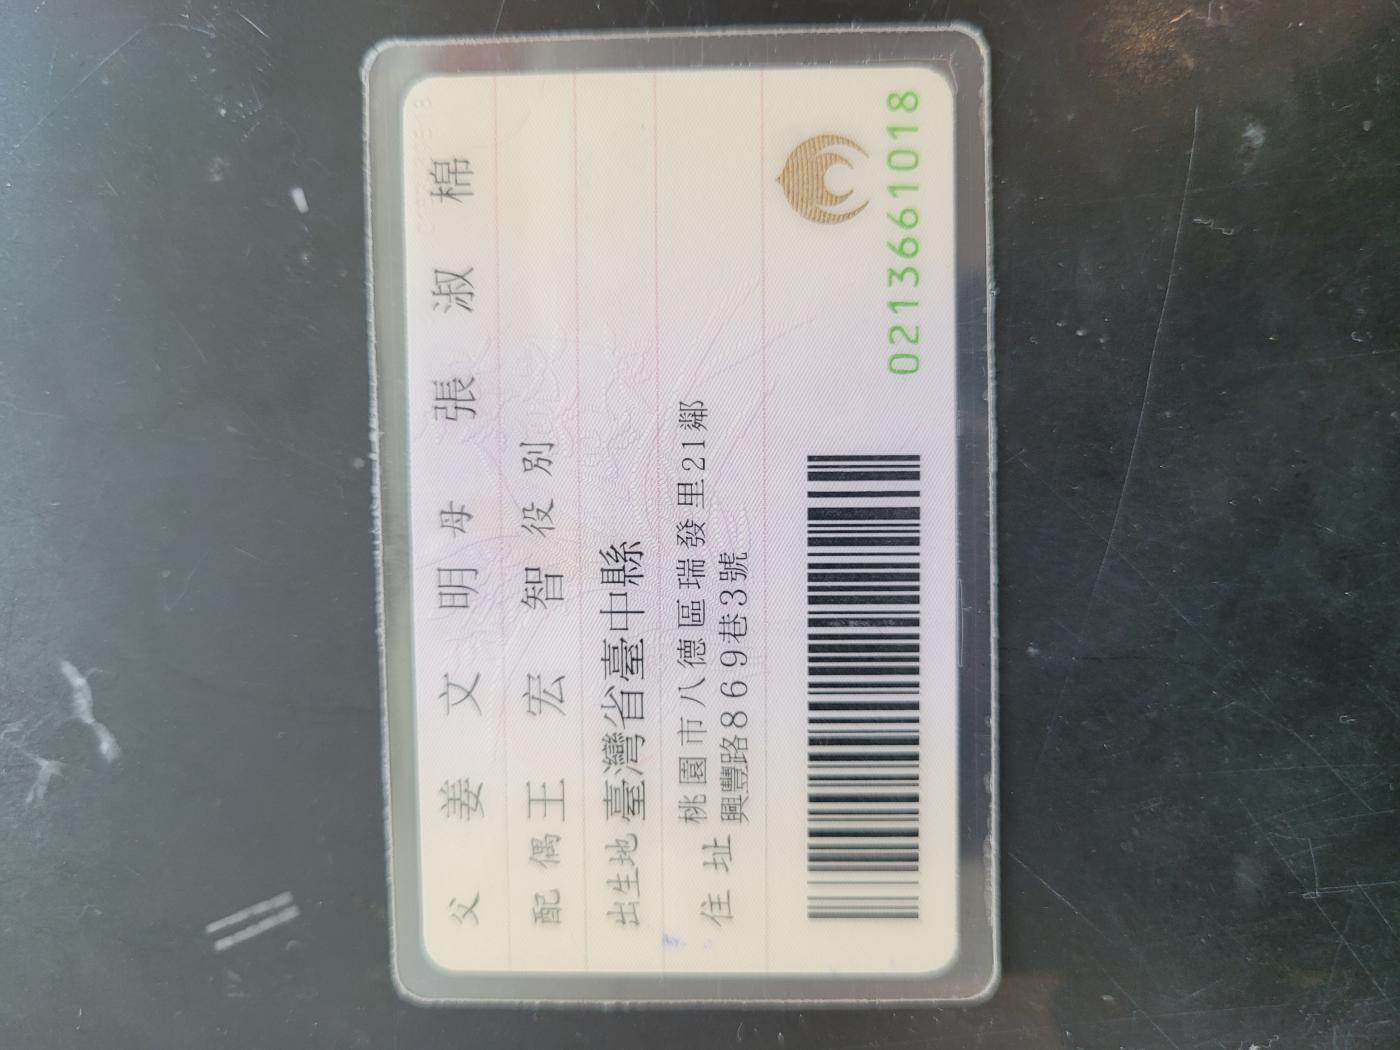 父 姜文明 母 張淑棉
配偶 王宏智 役別
出生地 臺灣省臺中縣
住址 桃園市八德區瑞發里21鄰
興豐路869巷3號
0213661018